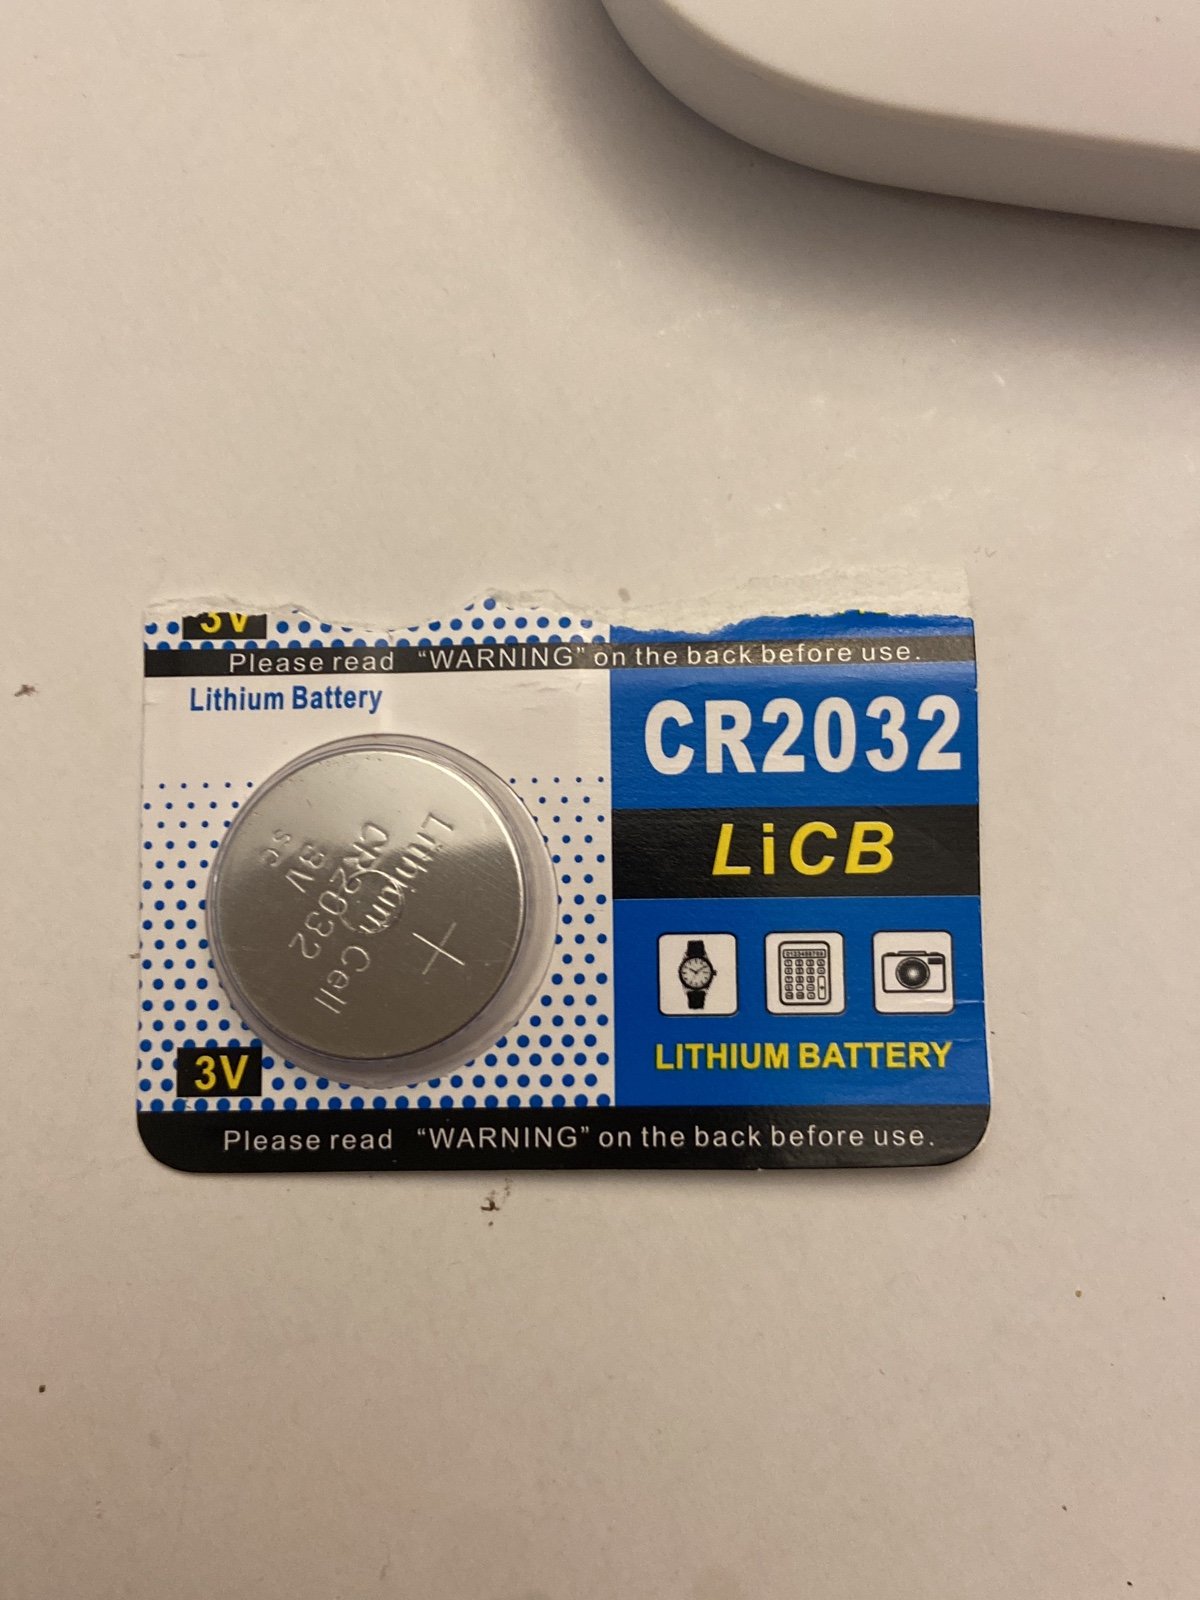 3V
Please read "WARNING" on the back before use.
Lithium Battery
CR2032
LiCB
Lithium Cell
CR2032
3V
SC
LITHIUM BATTERY
3V
Please read "WARNING" on the back before use.